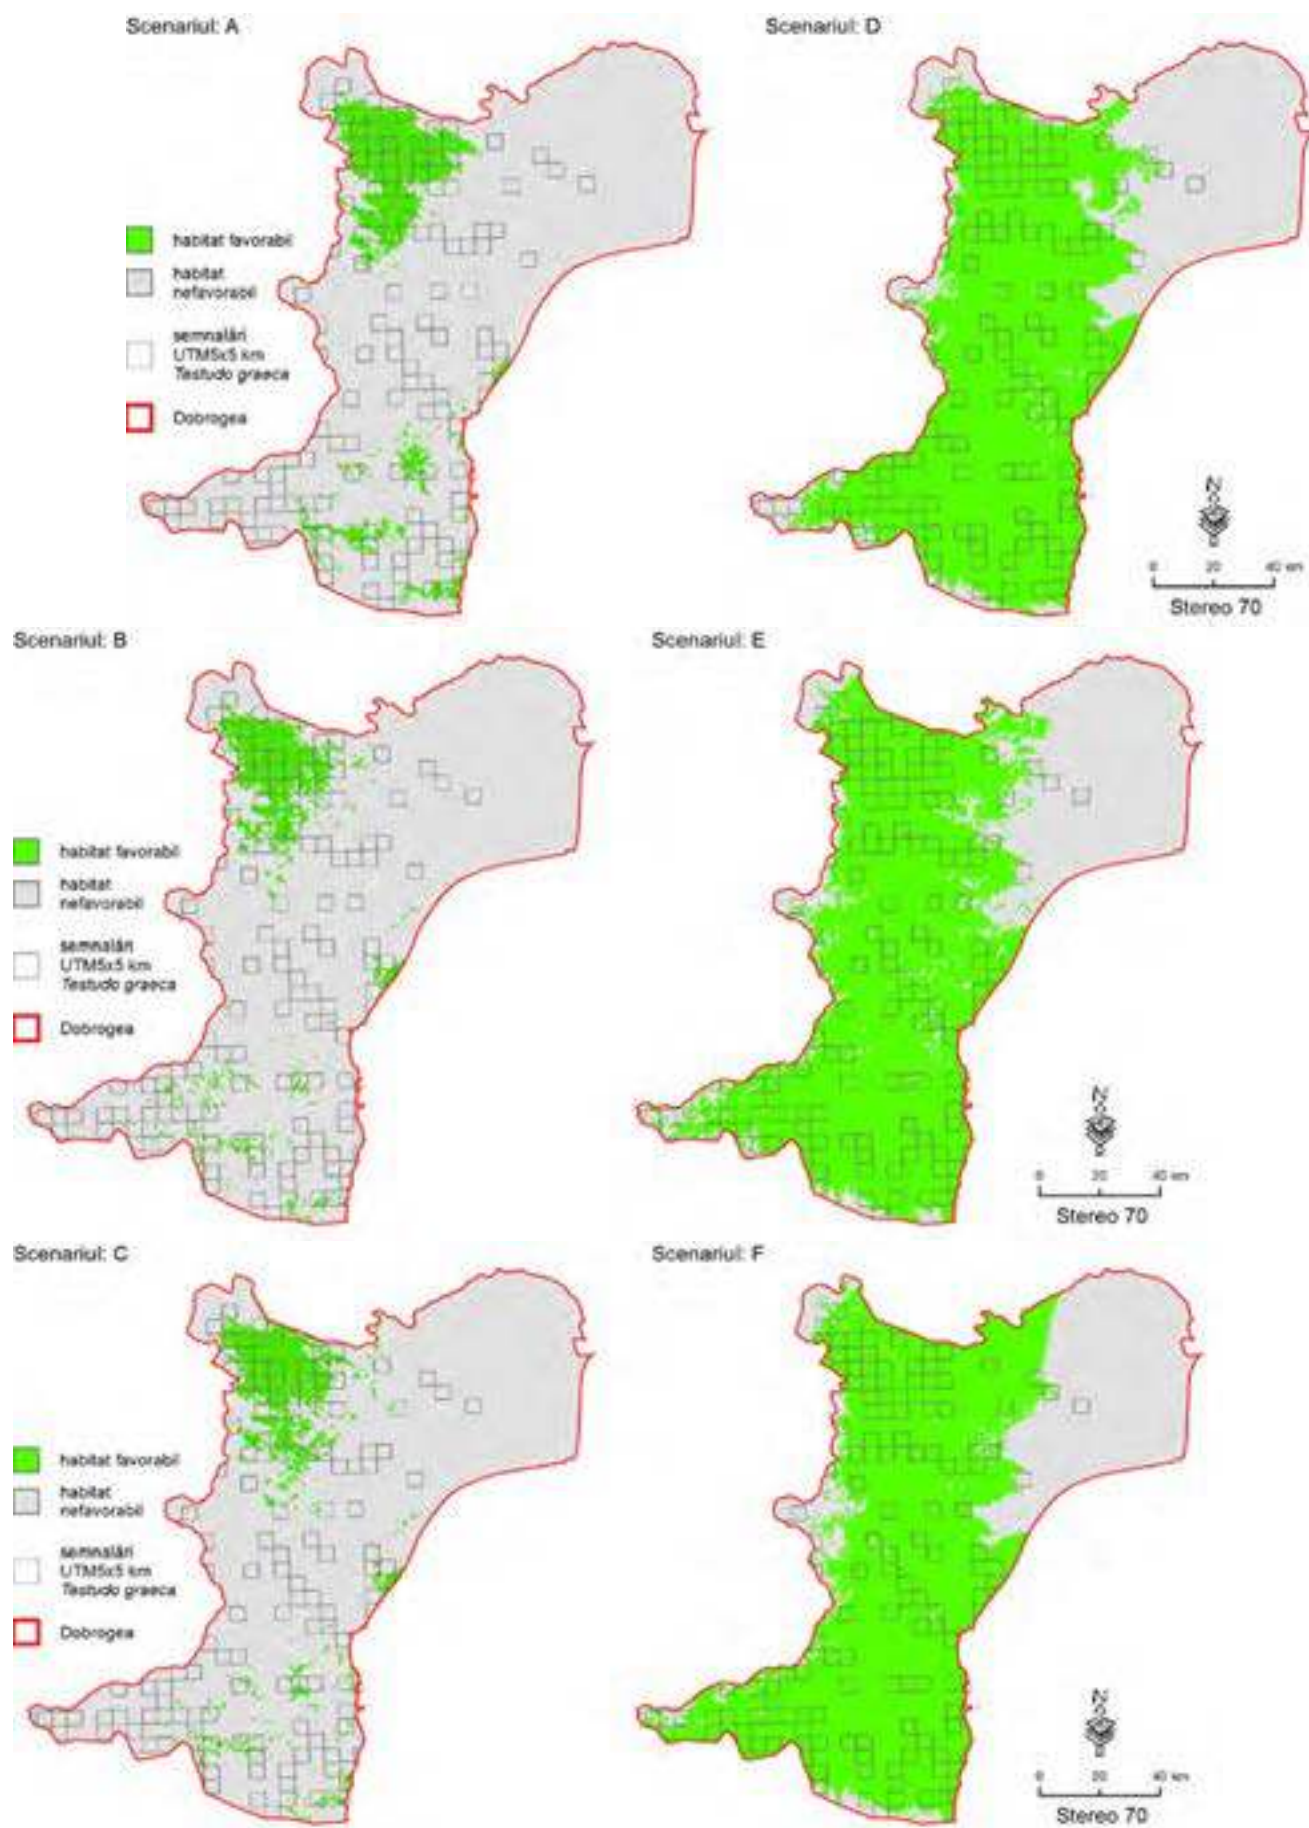 Scenariul: A
Scenariul: D
habitat favorabil
habitat
nefavorabil
semnalări
UTM5x5 km
Testudo graeca
Dobrogea
N
0 20 40 km
Stereo 70
Scenariul: B
Scenariul: E
habitat favorabil
habitat
nefavorabil
semnalări
UTM5x5 km
Testudo graeca
Dobrogea
N
0 20 40 km
Stereo 70
Scenariul: C
Scenariul: F
habitat favorabil
habitat
nefavorabil
semnalări
UTM5x5 km
Testudo graeca
Dobrogea
N
0 20 40 km
Stereo 70